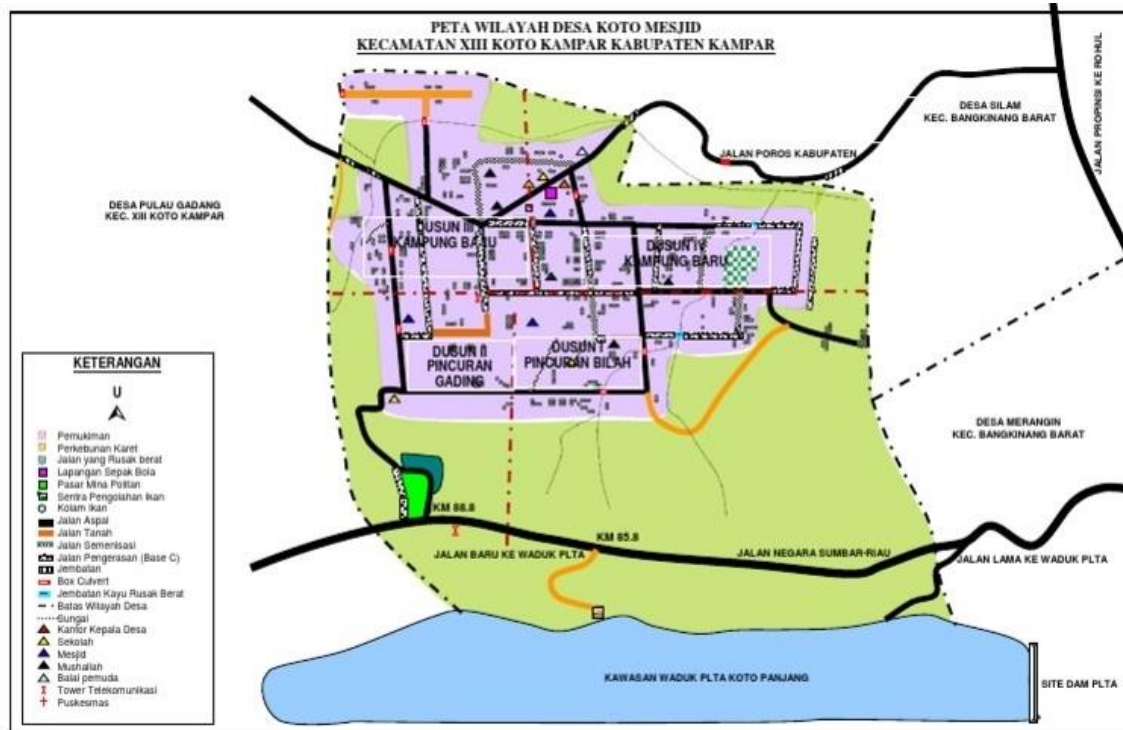 PETA WILAYAH DESA KOTO MESJID
KECAMATAN XIII KOTO KAMPAR KABUPATEN KAMPAR
JALAN PROPINSI KE ROHUL
DESA SILAM
KEC. BANGKINANG BARAT
JALAN POROS KABUPATEN
DESA PULAU GADANG
KEC. XIII KOTO KAMPAR
DUSUN III
KAMPUNG BARU
DUSUN IV
KAMPUNG BARU
DUSUN II
PINCURAN
GADING
DUSUN I
PINCURAN BILAH
DESA MERANGIN
KEC. BANGKINANG BARAT
KETERANGAN
U
Pemukiman
Perkebunan Karet
Jalan yang Rusak berat
Lapangan Sepak Bola
Pasar Mina Politan
Sentra Pengolahan Ikan
Kolam Ikan
Jalan Aspal
Jalan Tanah
Jalan Semenisasi
Jalan Pengerasan (Base C)
Jembatan
Box Culvert
Jembatan Kayu Rusak Berat
Batas Wilayah Desa
Sungai
Kantor Kepala Desa
Sekolah
Mesjid
Mushallah
Balai pemuda
Tower Telekomunikasi
Puskesmas
KM 88.8
KM 85.8
JALAN BARU KE WADUK PLTA
JALAN NEGARA SUMBAR-RIAU
JALAN LAMA KE WADUK PLTA
KAWASAN WADUK PLTA KOTO PANJANG
SITE DAM PLTA